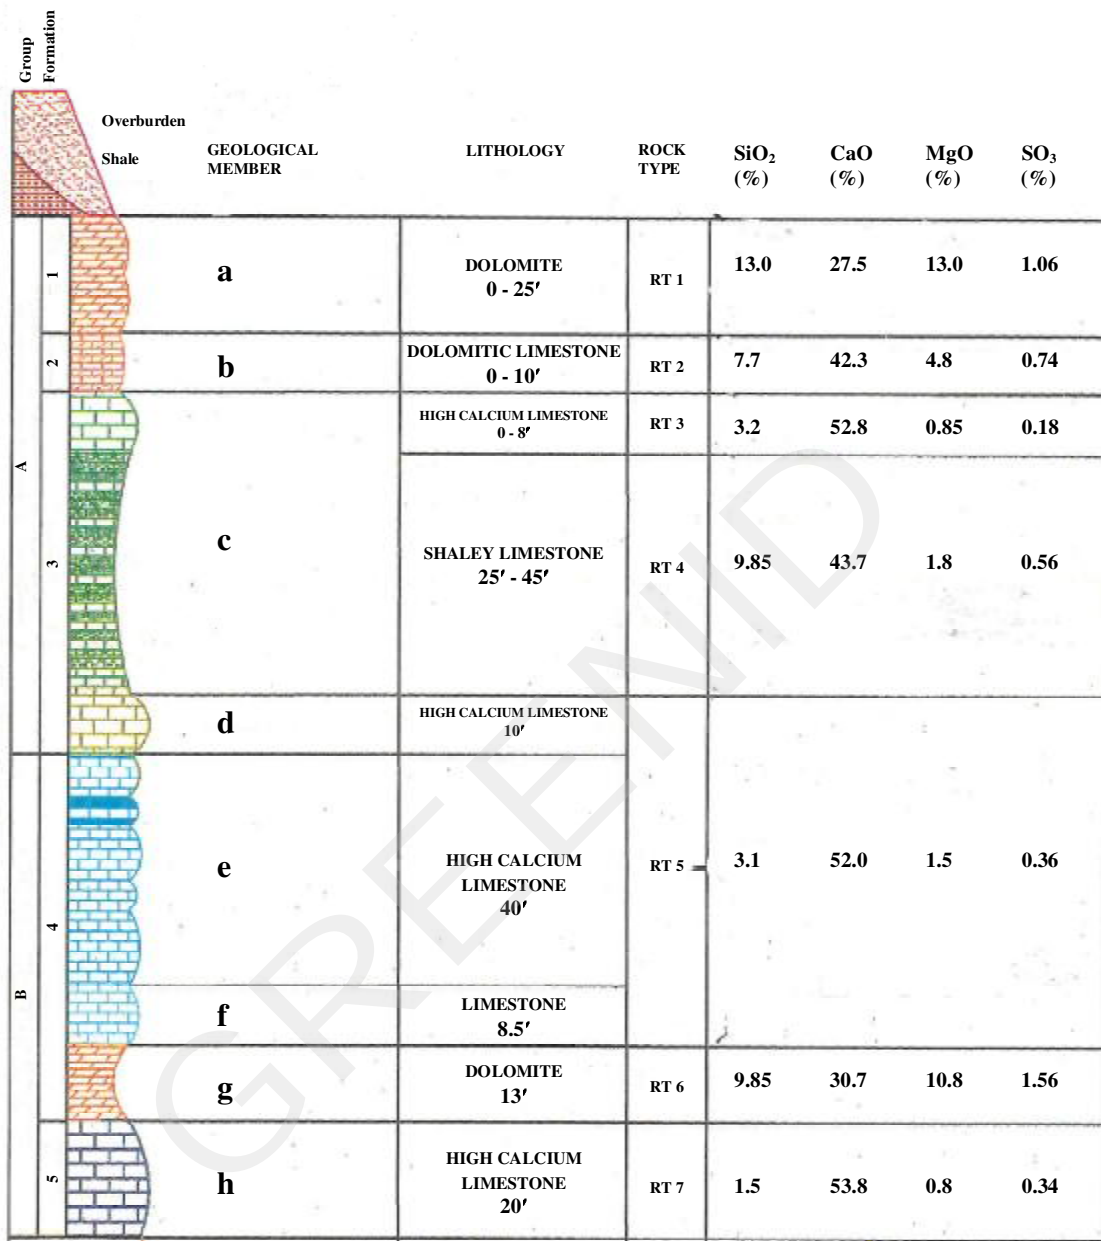 Group
Formation
Overburden
Shale
GEOLOGICAL
MEMBER
LITHOLOGY
ROCK
TYPE
SiO₂
(%)
CaO
(%)
MgO
(%)
SO₃
(%)
A
1
a
DOLOMITE
0 - 25′
RT 1
13.0
27.5
13.0
1.06
2
b
DOLOMITIC LIMESTONE
0 - 10′
RT 2
7.7
42.3
4.8
0.74
3
c
HIGH CALCIUM LIMESTONE
0 - 8′
RT 3
3.2
52.8
0.85
0.18
SHALEY LIMESTONE
25′ - 45′
RT 4
9.85
43.7
1.8
0.56
d
HIGH CALCIUM LIMESTONE
10′
B
4
e
HIGH CALCIUM
LIMESTONE
40′
RT 5
3.1
52.0
1.5
0.36
f
LIMESTONE
8.5′
g
DOLOMITE
13′
RT 6
9.85
30.7
10.8
1.56
5
h
HIGH CALCIUM
LIMESTONE
20′
RT 7
1.5
53.8
0.8
0.34
GREENID